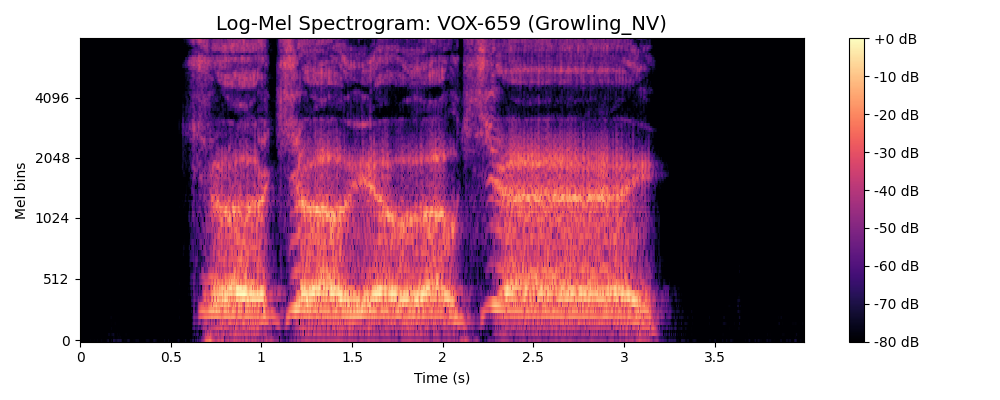 Log-Mel Spectrogram: VOX-659 (Growling_NV)
Mel bins
4096
2048
1024
512
0
0
0.5
1
1.5
2
2.5
3
3.5
Time (s)
+0 dB
-10 dB
-20 dB
-30 dB
-40 dB
-50 dB
-60 dB
-70 dB
-80 dB